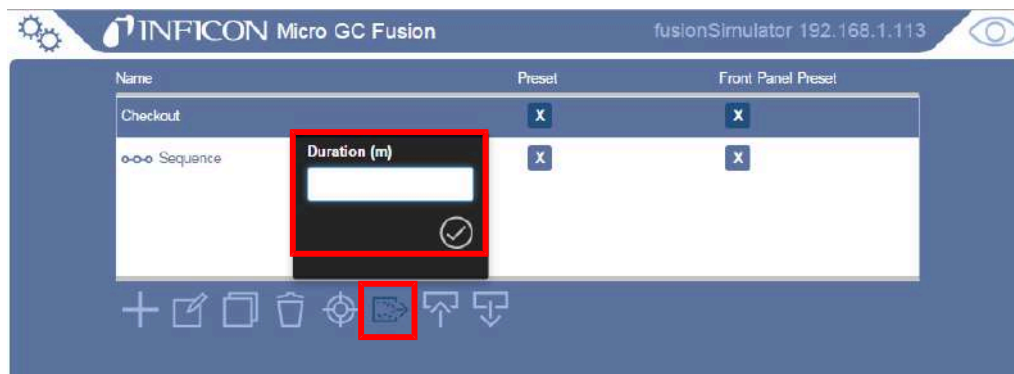 INFICON Micro GC Fusion
fusionSimulator 192.168.1.113
Name Preset Front Panel Preset
Checkout X X
Sequence X X
Duration (m)